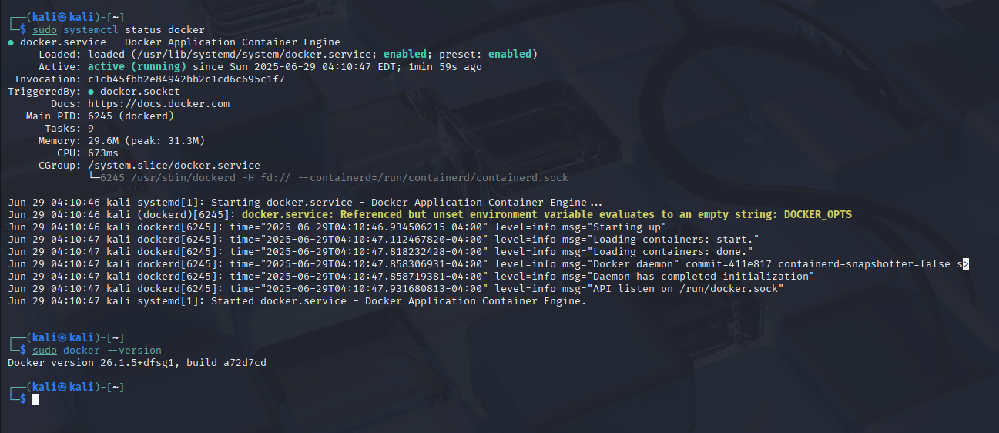 ┌──(kali㉿kali)-[~]
└─$ sudo systemctl status docker
● docker.service - Docker Application Container Engine
     Loaded: loaded (/usr/lib/systemd/system/docker.service; enabled; preset: enabled)
     Active: active (running) since Sun 2025-06-29 04:10:47 EDT; 1min 59s ago
 Invocation: c1cb45fbb2e84942bb2c1cd6c695c1f7
TriggeredBy: ● docker.socket
       Docs: https://docs.docker.com
   Main PID: 6245 (dockerd)
      Tasks: 9
     Memory: 29.6M (peak: 31.3M)
        CPU: 673ms
     CGroup: /system.slice/docker.service
             └─6245 /usr/sbin/dockerd -H fd:// --containerd=/run/containerd/containerd.sock
Jun 29 04:10:46 kali systemd[1]: Starting docker.service - Docker Application Container Engine...
Jun 29 04:10:46 kali (dockerd)[6245]: docker.service: Referenced but unset environment variable evaluates to an empty string: DOCKER_OPTS
Jun 29 04:10:46 kali dockerd[6245]: time="2025-06-29T04:10:46.934506215-04:00" level=info msg="Starting up"
Jun 29 04:10:47 kali dockerd[6245]: time="2025-06-29T04:10:47.112467820-04:00" level=info msg="Loading containers: start."
Jun 29 04:10:47 kali dockerd[6245]: time="2025-06-29T04:10:47.818232428-04:00" level=info msg="Loading containers: done."
Jun 29 04:10:47 kali dockerd[6245]: time="2025-06-29T04:10:47.858306931-04:00" level=info msg="Docker daemon" commit=411e817 containerd-snapshotter=false s>
Jun 29 04:10:47 kali dockerd[6245]: time="2025-06-29T04:10:47.858719381-04:00" level=info msg="Daemon has completed initialization"
Jun 29 04:10:47 kali dockerd[6245]: time="2025-06-29T04:10:47.931680813-04:00" level=info msg="API listen on /run/docker.sock"
Jun 29 04:10:47 kali systemd[1]: Started docker.service - Docker Application Container Engine.
┌──(kali㉿kali)-[~]
└─$ sudo docker --version
Docker version 26.1.5+dfsg1, build a72d7cd
┌──(kali㉿kali)-[~]
└─$